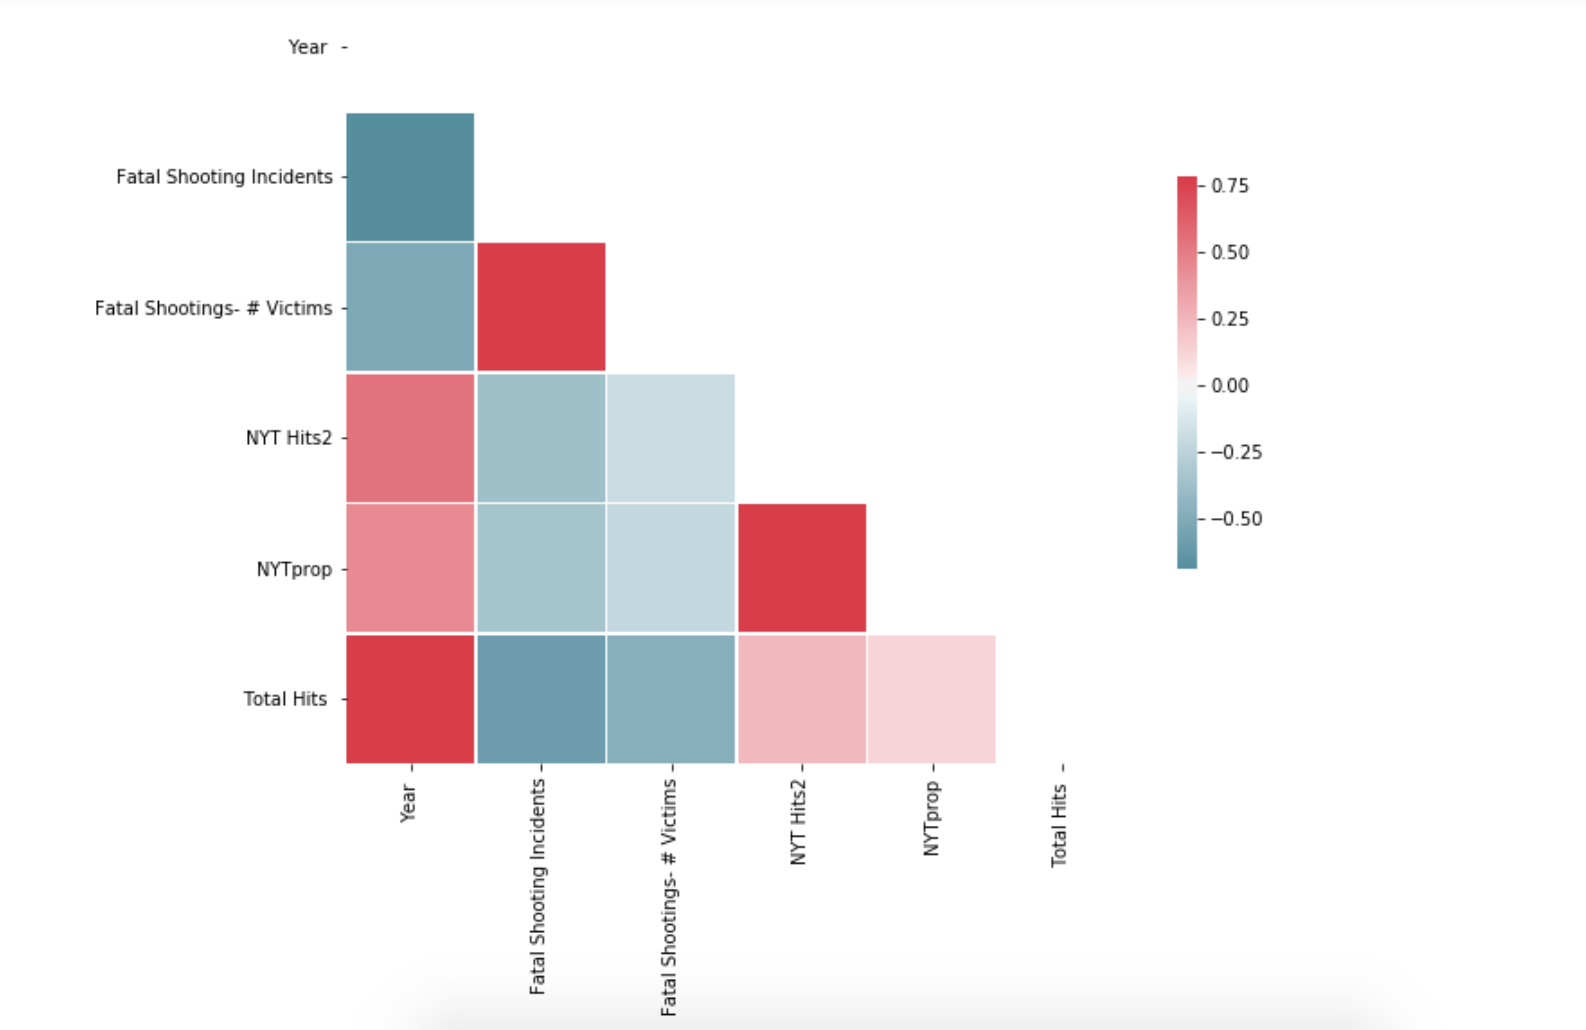 Year
Fatal Shooting Incidents
Fatal Shootings- # Victims
NYT Hits2
NYTprop
Total Hits
Year
Fatal Shooting Incidents
Fatal Shootings- # Victims
NYT Hits2
NYTprop
Total Hits
0.75
0.50
0.25
0.00
−0.25
−0.50